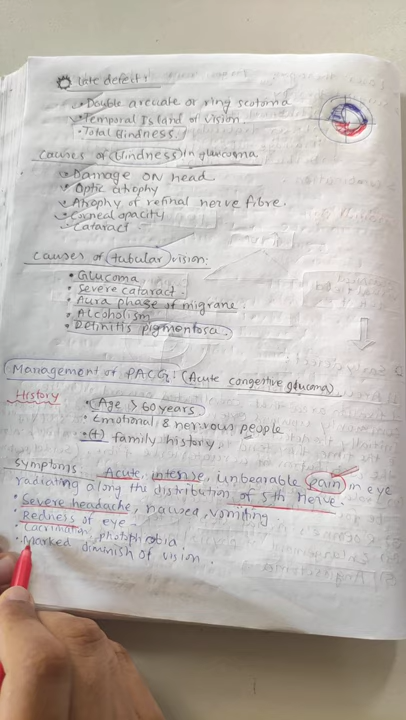 Late defect:
• Double arcuate or ring scotoma
• Temporal Island of vision
• Total blindness.
Causes of blindness in glucoma
• Damage ON head.
• Optic atrophy
• Atrophy of retinal nerve fibre.
• Corneal opacity
• Cataract
Causes of tubular vision:
• Glucoma
• Severe cataract.
• Aura phase of migrane.
• Alcoholism
• Retinitis pigmentosa.
Management of PACG: (Acute congestive glucoma)
History
• Age > 60 years
• Emotional & nervous people
• (+) family history
Symptoms: Acute, intense, unbearable pain in eye
radiating along the distribution of 5th nerve.
• Severe headache, nausea, vomiting.
• Redness of eye
• Lacrimation, photophobia
• Marked diminish of vision.